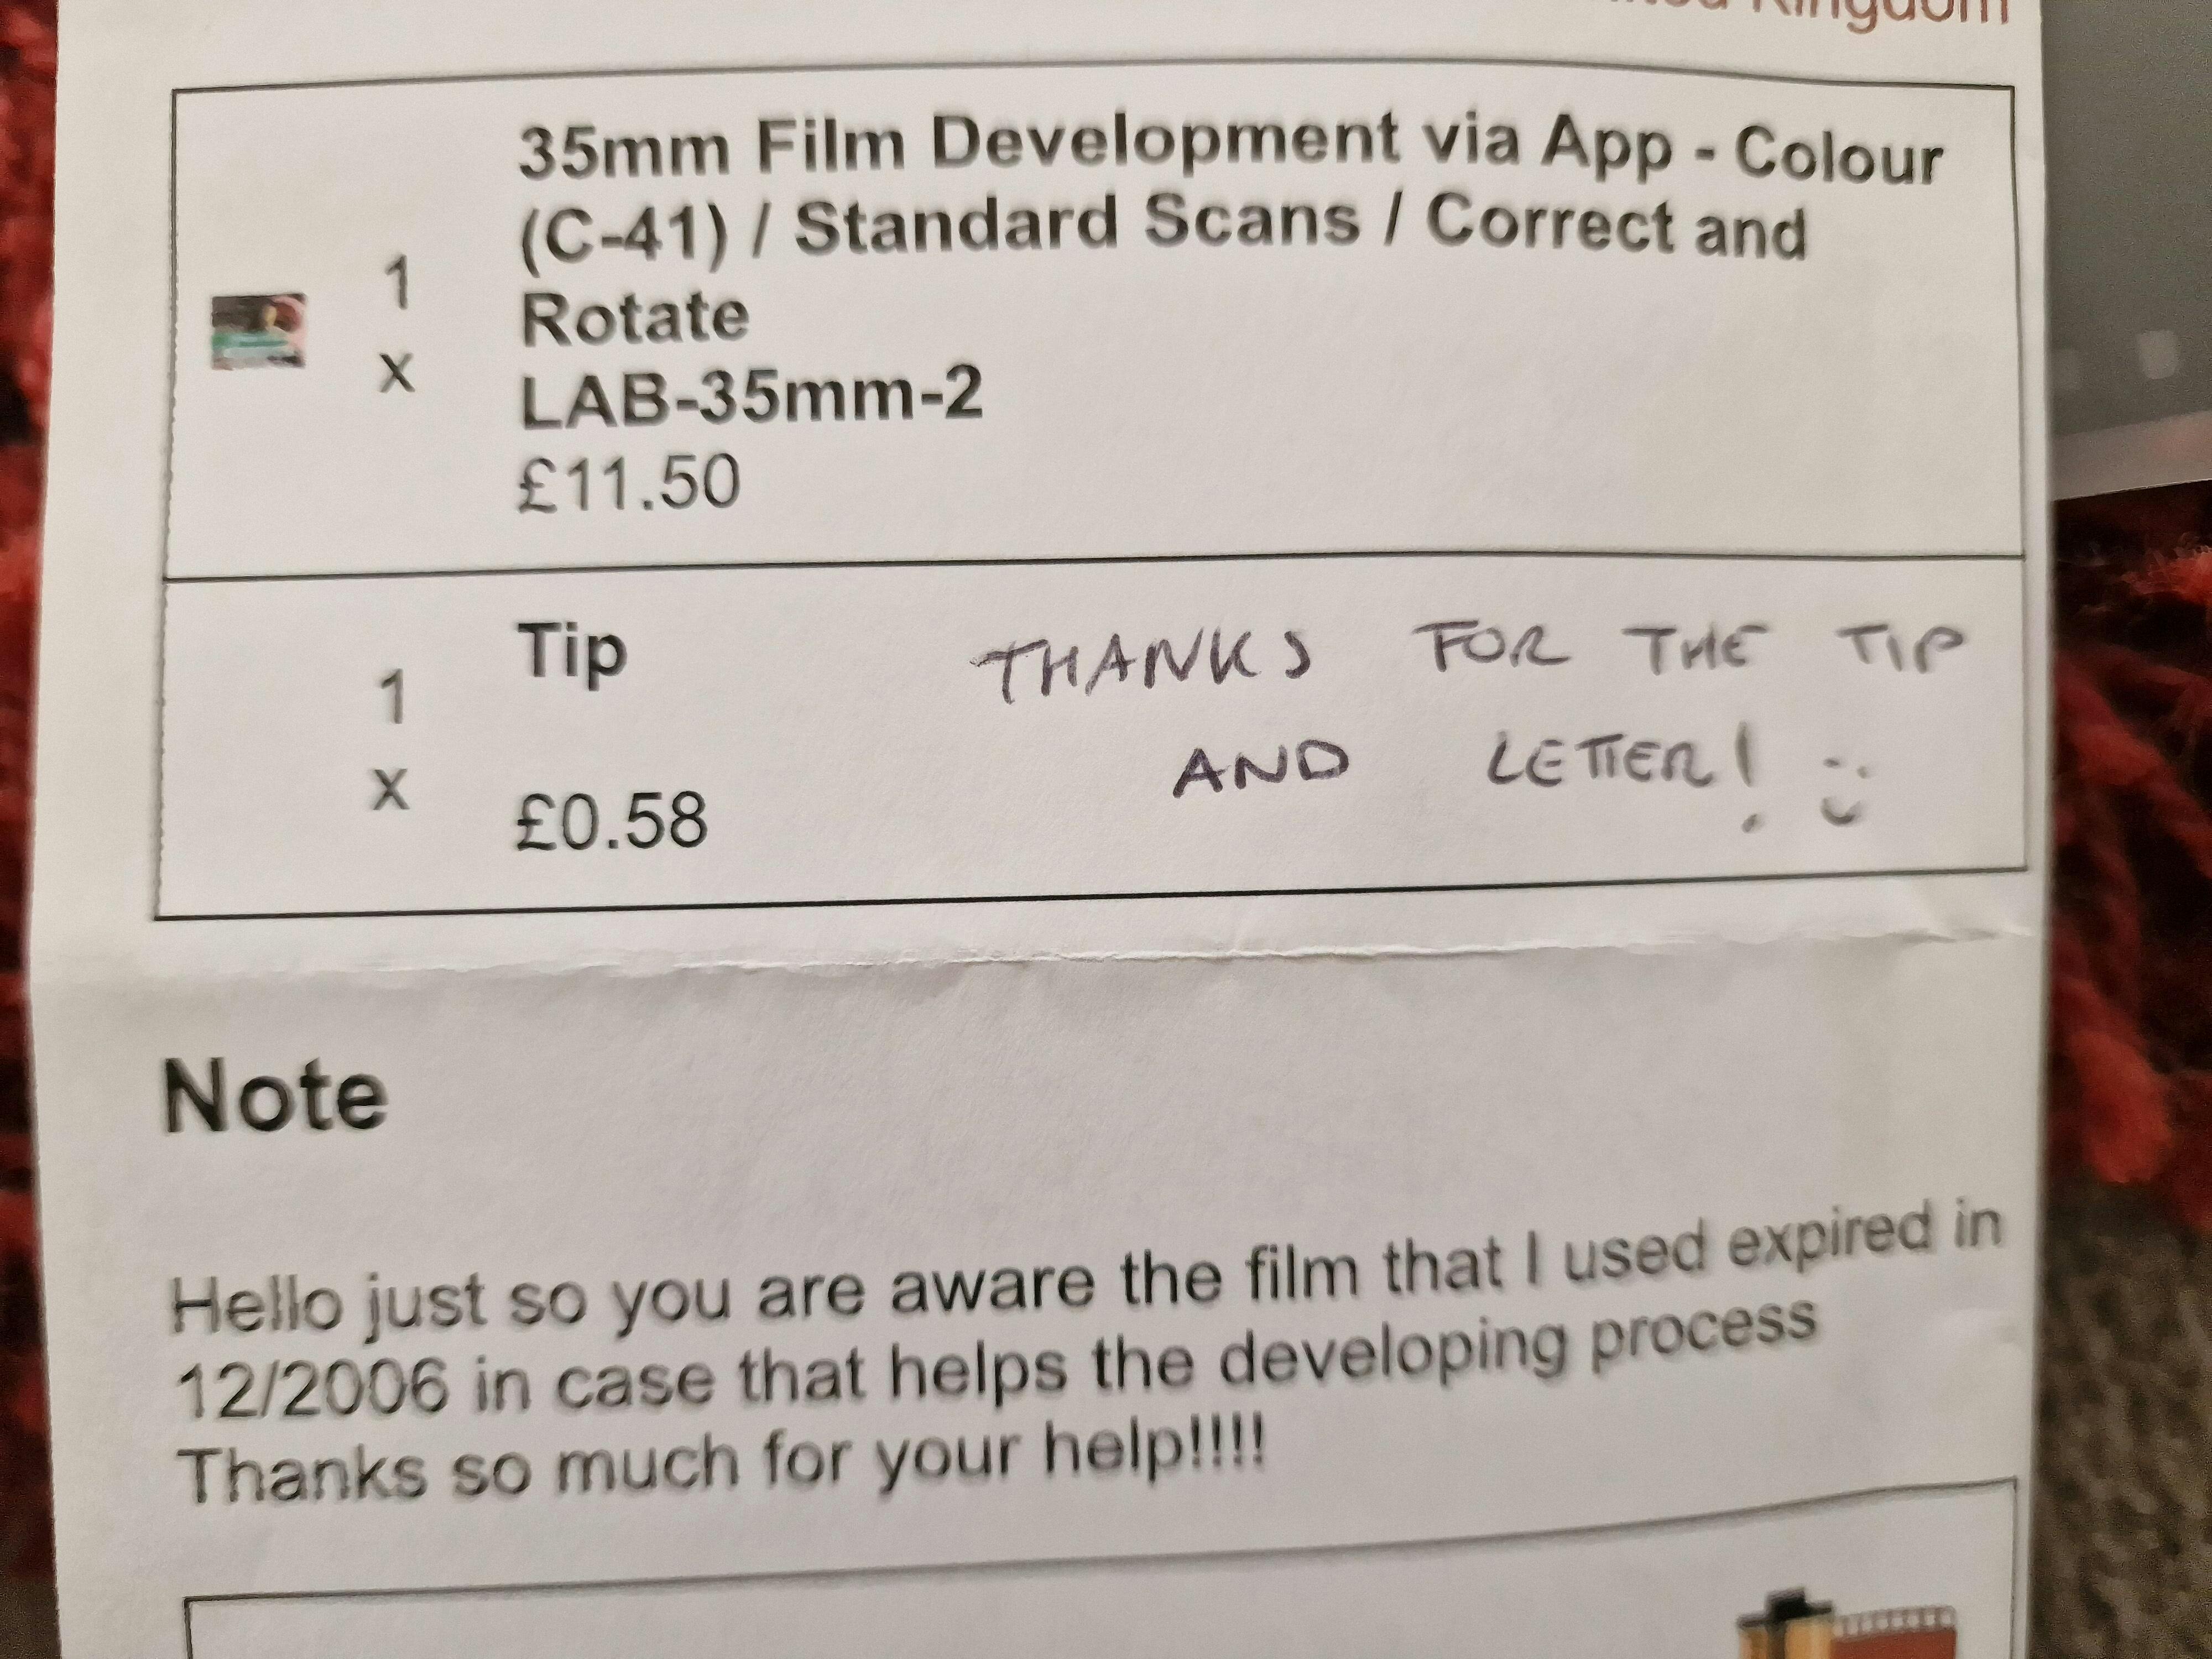 Kingdom
35mm Film Development via App - Colour
(C-41) / Standard Scans / Correct and
Rotate
LAB-35mm-2
£11.50
1
x
Tip
£0.58
1
x
THANKS FOR THE TIP
AND LETTER! :)
Note
Hello just so you are aware the film that I used expired in
12/2006 in case that helps the developing process
Thanks so much for your help!!!!